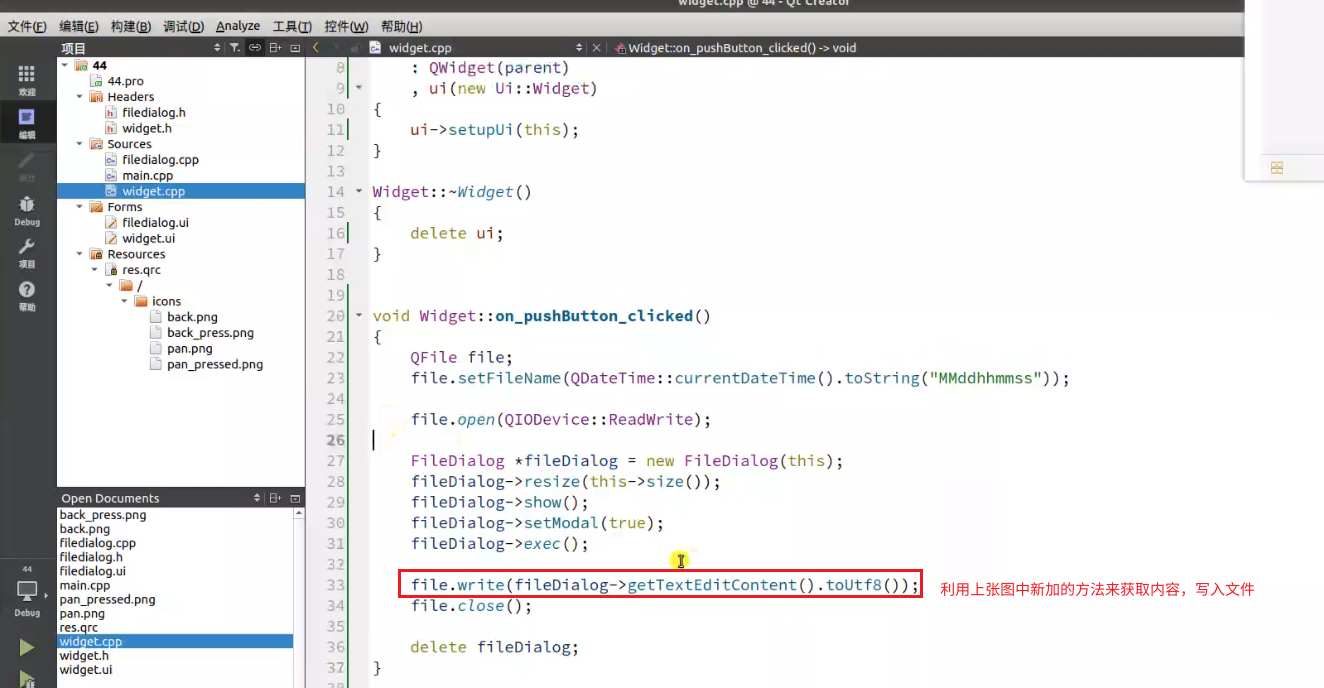 widget.cpp @ 44 - Qt Creator
文件(F) 编辑(E) 构建(B) 调试(D) Analyze 工具(T) 控件(W) 帮助(H)
项目
widget.cpp
Widget::on_pushButton_clicked() -> void
欢迎
编辑
Debug
项目
帮助
44
44.pro
Headers
filedialog.h
widget.h
Sources
filedialog.cpp
main.cpp
widget.cpp
Forms
filedialog.ui
widget.ui
Resources
res.qrc
/
icons
back.png
back_press.png
pan.png
pan_pressed.png
Open Documents
back_press.png
back.png
filedialog.cpp
filedialog.h
filedialog.ui
main.cpp
pan_pressed.png
pan.png
res.qrc
widget.cpp
widget.h
widget.ui
44
Debug
8 : QWidget(parent)
9 , ui(new Ui::Widget)
10 {
11 ui->setupUi(this);
12 }
13
14 Widget::~Widget()
15 {
16 delete ui;
17 }
18
19
20 void Widget::on_pushButton_clicked()
21 {
22 QFile file;
23 file.setFileName(QDateTime::currentDateTime().toString("MMddhhmmss"));
24
25 file.open(QIODevice::ReadWrite);
26
27 FileDialog *fileDialog = new FileDialog(this);
28 fileDialog->resize(this->size());
29 fileDialog->show();
30 fileDialog->setModal(true);
31 fileDialog->exec();
32
33 file.write(fileDialog->getTextEditContent().toUtf8());
34 file.close();
35
36 delete fileDialog;
37 }
38
利用上张图中新加的方法来获取内容，写入文件